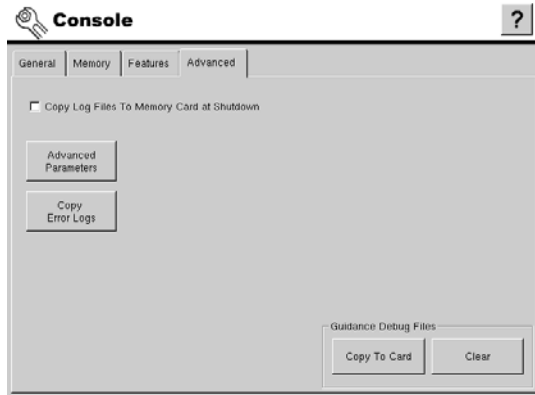 Console
?
General Memory Features Advanced
Copy Log Files To Memory Card at Shutdown
Advanced
Parameters
Copy
Error Logs
Guidance Debug Files
Copy To Card Clear